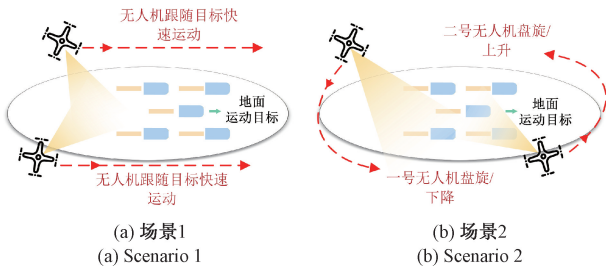 无人机跟随目标快
速运动
地面
运动目标
无人机跟随目标快速
运动
(a) 场景1
(a) Scenario 1
二号无人机盘旋/
上升
地面
运动目标
一号无人机盘旋/
下降
(b) 场景2
(b) Scenario 2